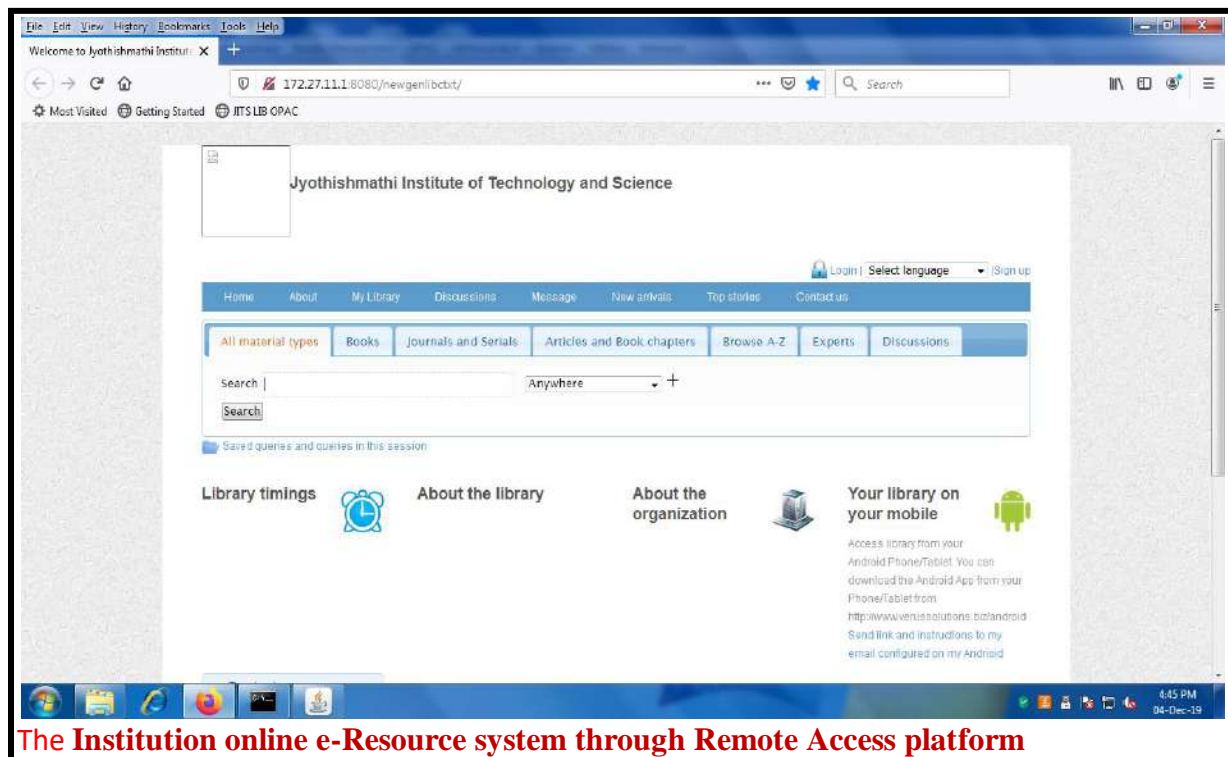 File Edit View History Bookmarks Tools Help
Welcome to Jyothishmathi Institut
172.27.11.1:8080/newgenlibctxt/
Search
Most Visited Getting Started JITS LIB OPAC
Jyothishmathi Institute of Technology and Science
Login | Select language |Sign up
Home About My Library Discussions Message New arrivals Top stories Contact us
All material types Books Journals and Serials Articles and Book chapters Browse A-Z Experts Discussions
Search Anywhere +
Search
Saved queries and queries in this session
Library timings
About the library
About the
organization
Your library on
your mobile
Access library from your
Android Phone/Tablet. You can
download the Android App from your
Phone/Tablet from
http://www.verussolutions.biz/android
Send link and instructions to my
email configured on my Android
4:45 PM
04-Dec-19
The Institution online e-Resource system through Remote Access platform